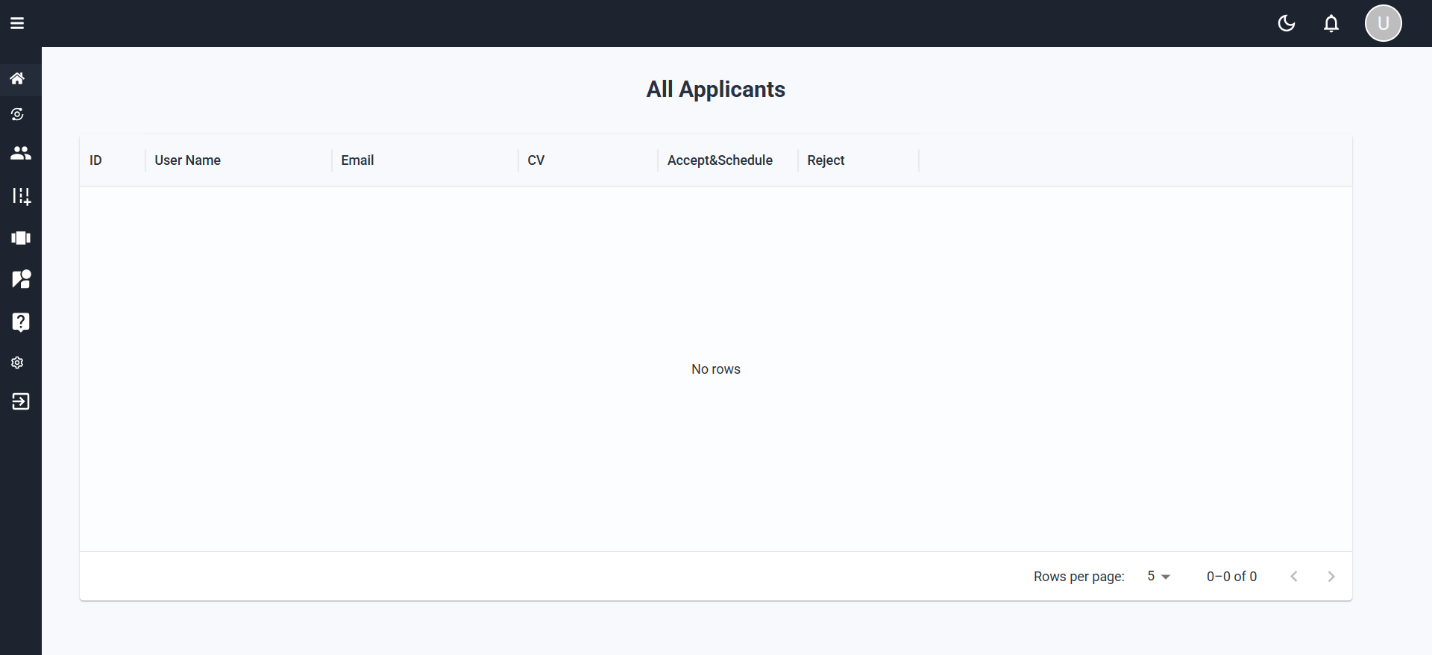 U
All Applicants
ID User Name Email CV Accept&Schedule Reject
No rows
Rows per page: 5 0–0 of 0